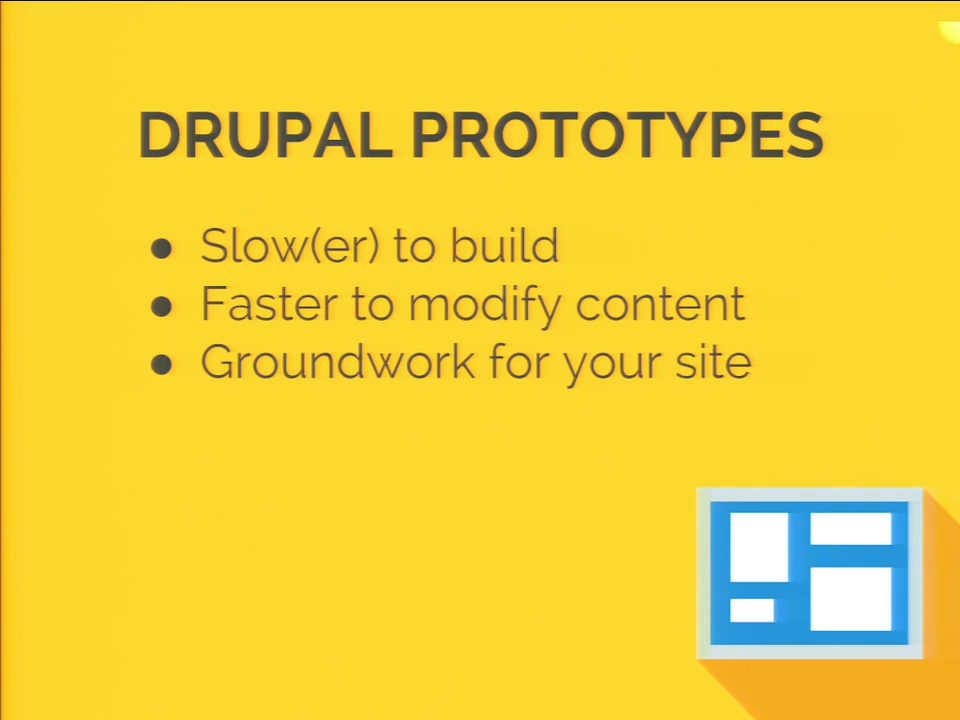 DRUPAL PROTOTYPES
● Slow(er) to build
● Faster to modify content
● Groundwork for your site